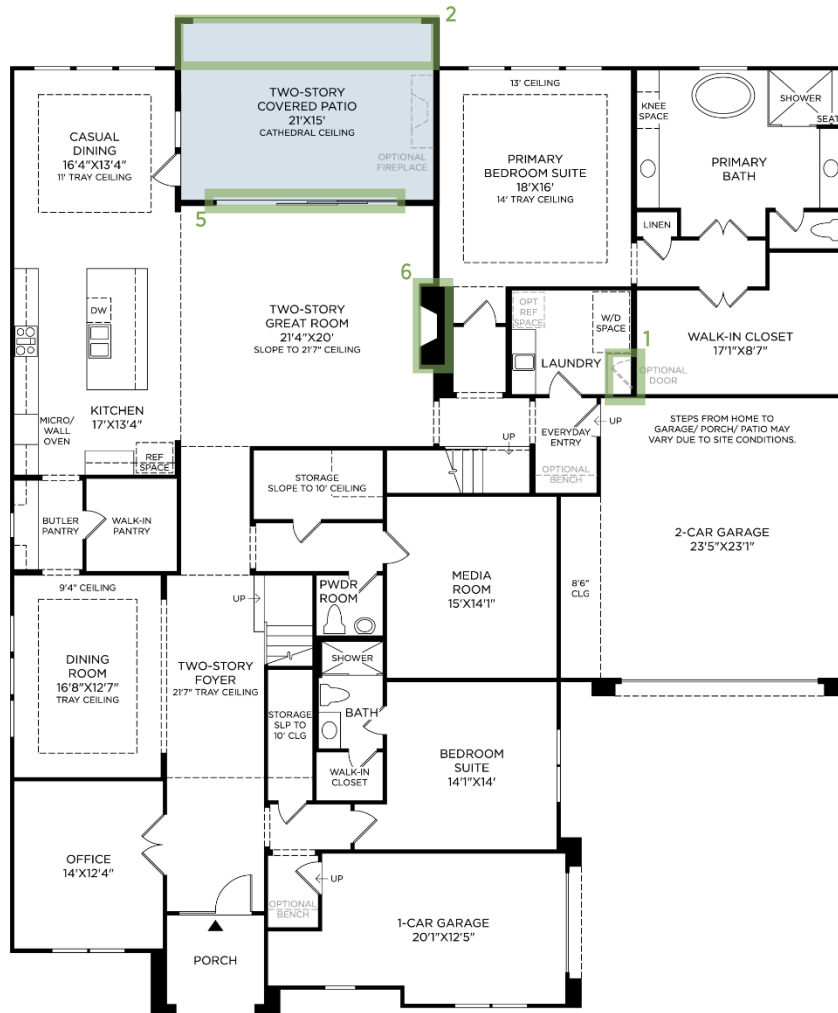 2
TWO-STORY
COVERED PATIO
21'X15'
CATHEDRAL CEILING
OPTIONAL
FIREPLACE
CASUAL
DINING
16'4"X13'4"
11' TRAY CEILING
13' CEILING
PRIMARY
BEDROOM SUITE
18'X16'
14' TRAY CEILING
KNEE
SPACE
SHOWER
SEAT
PRIMARY
BATH
LINEN
5
6
TWO-STORY
GREAT ROOM
21'4"X20'
SLOPE TO 21'7" CEILING
DW
OPT
REF
SPACE
W/D
SPACE
LAUNDRY
1
OPTIONAL
DOOR
WALK-IN CLOSET
17'1"X8'7"
KITCHEN
17'X13'4"
MICRO/
WALL
OVEN
REF
SPACE
UP
EVERYDAY
ENTRY
UP
OPTIONAL
BENCH
STEPS FROM HOME TO
GARAGE/ PORCH/ PATIO MAY
VARY DUE TO SITE CONDITIONS.
STORAGE
SLOPE TO 10' CEILING
BUTLER
PANTRY
WALK-IN
PANTRY
2-CAR GARAGE
23'5"X23'1"
8'6"
CLG
MEDIA
ROOM
15'X14'1"
9'4" CEILING
PWDR
ROOM
UP
DINING
ROOM
16'8"X12'7"
TRAY CEILING
TWO-STORY
FOYER
21'7" TRAY CEILING
SHOWER
BATH
STORAGE
SLP TO
10' CLG
WALK-IN
CLOSET
BEDROOM
SUITE
14'1"X14'
OFFICE
14'X12'4"
UP
OPTIONAL
BENCH
1-CAR GARAGE
20'1"X12'5"
PORCH